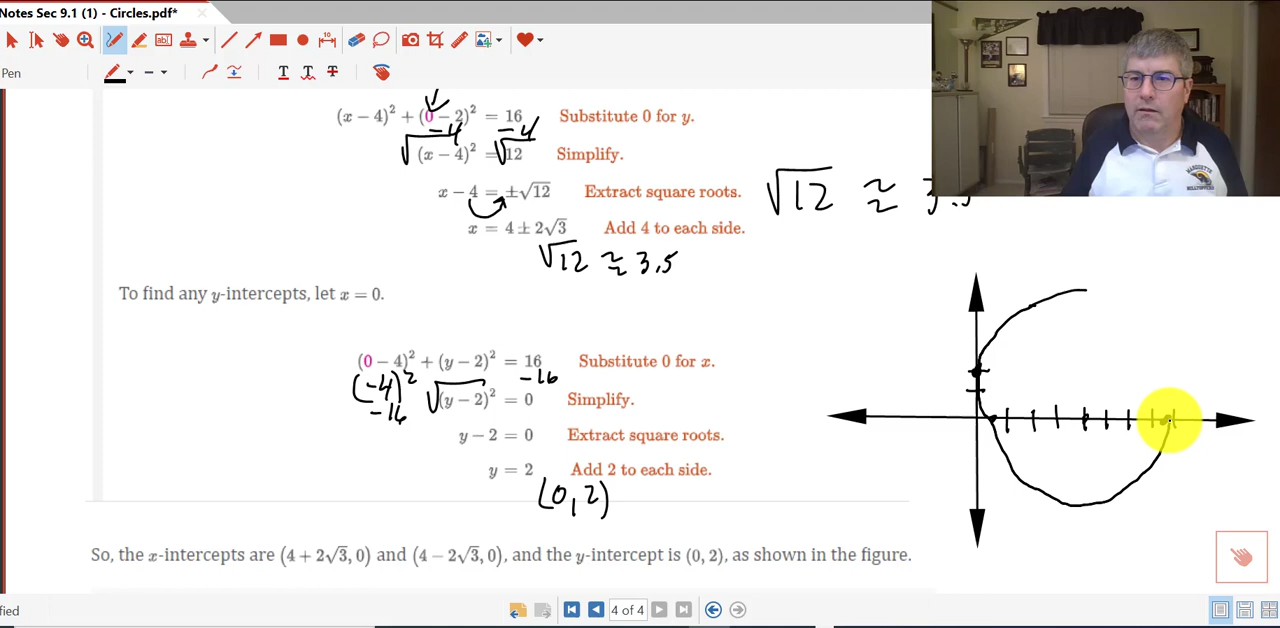 Notes Sec 9.1 (1) - Circles.pdf*
Pen
(x − 4)² + (0 − 2)² = 16 Substitute 0 for y.
−4 −4
√(x − 4)² = √12 Simplify.
x − 4 = ±√12 Extract square roots.
√12 ≈ 3.5
x = 4 ± 2√3 Add 4 to each side.
√12 ≈ 3.5
To find any y-intercepts, let x = 0.
(0 − 4)² + (y − 2)² = 16 Substitute 0 for x.
(−4)² −16
√(y − 2)² = 0 Simplify.
−16
y − 2 = 0 Extract square roots.
y = 2 Add 2 to each side.
(0, 2)
So, the x-intercepts are (4 + 2√3, 0) and (4 − 2√3, 0), and the y-intercept is (0, 2), as shown in the figure.
4 of 4
MARQUETTE
HILLTOPPERS